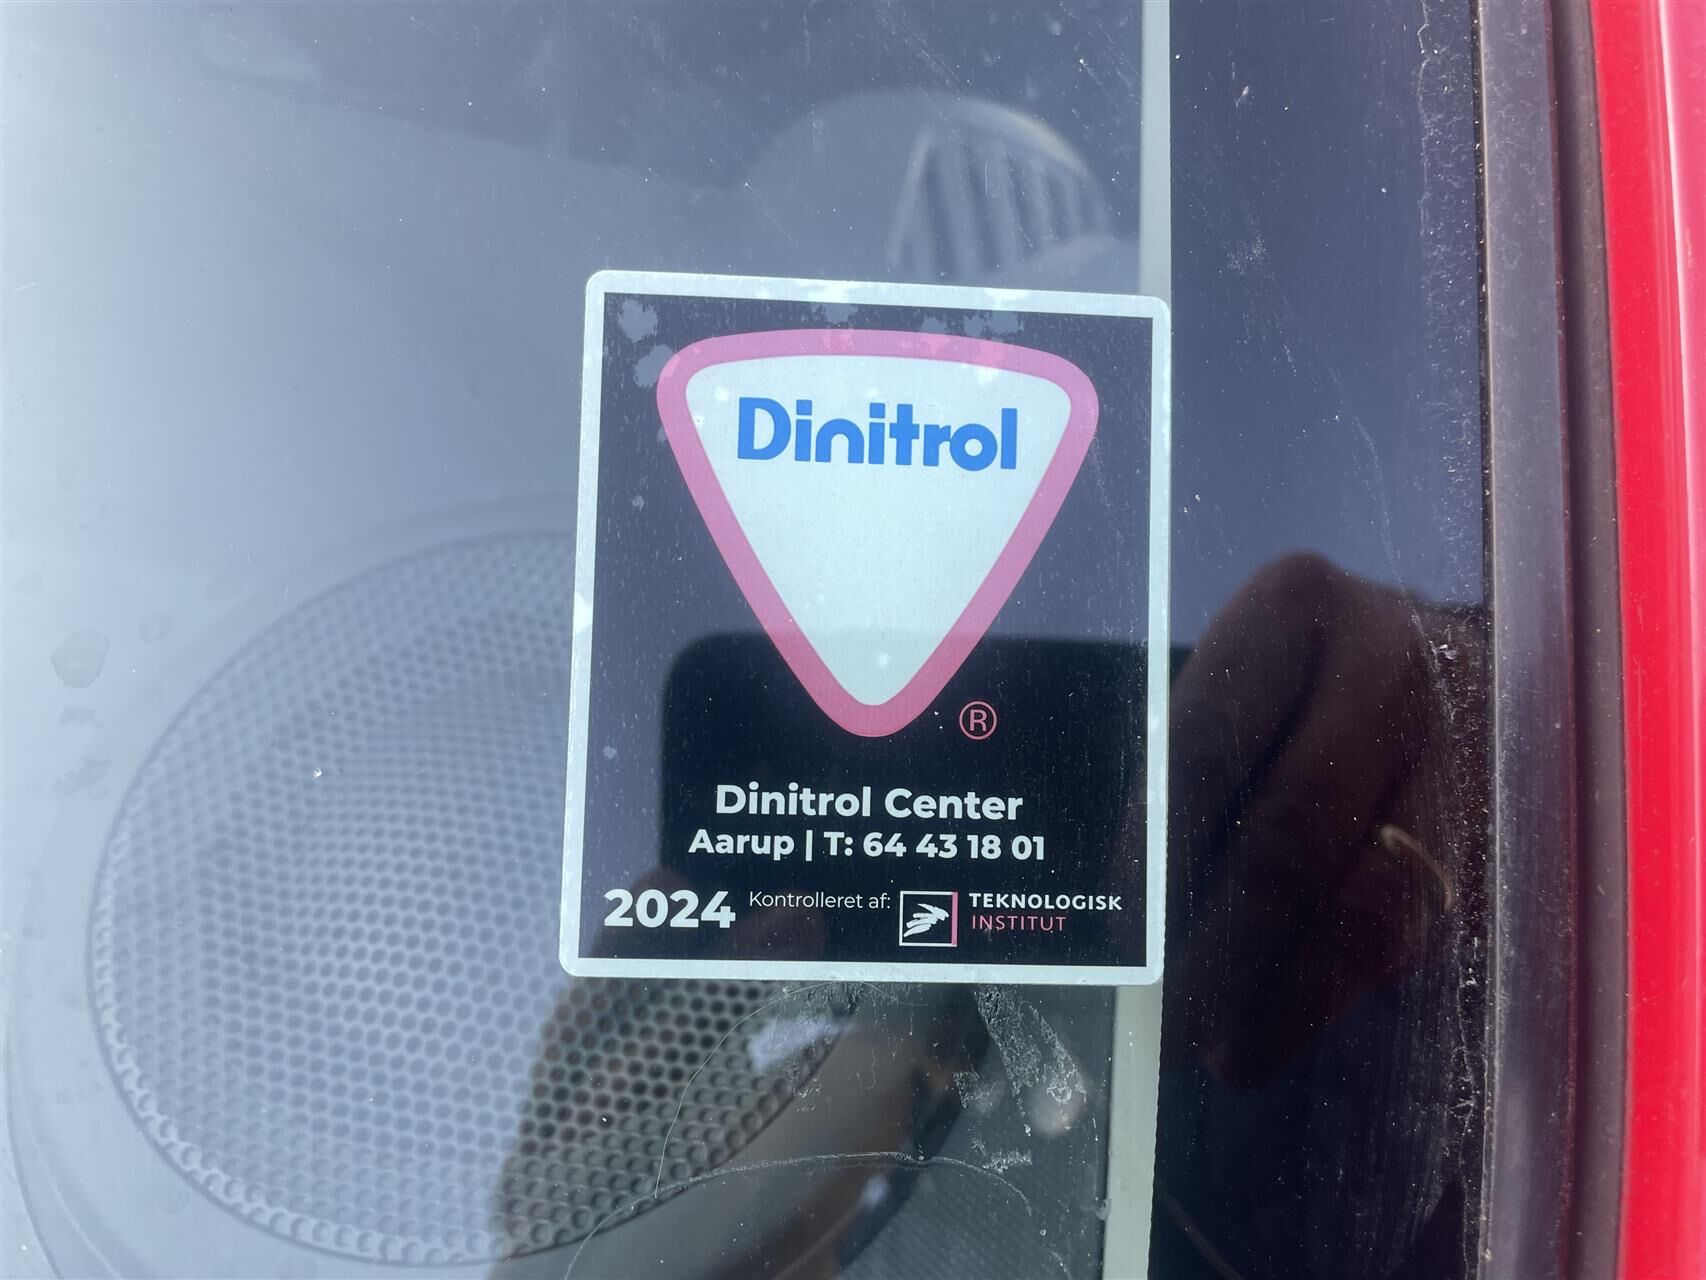 Dinitrol
®
Dinitrol Center
Aarup | T: 64 43 18 01
2024 Kontrolleret af: TEKNOLOGISK
INSTITUT